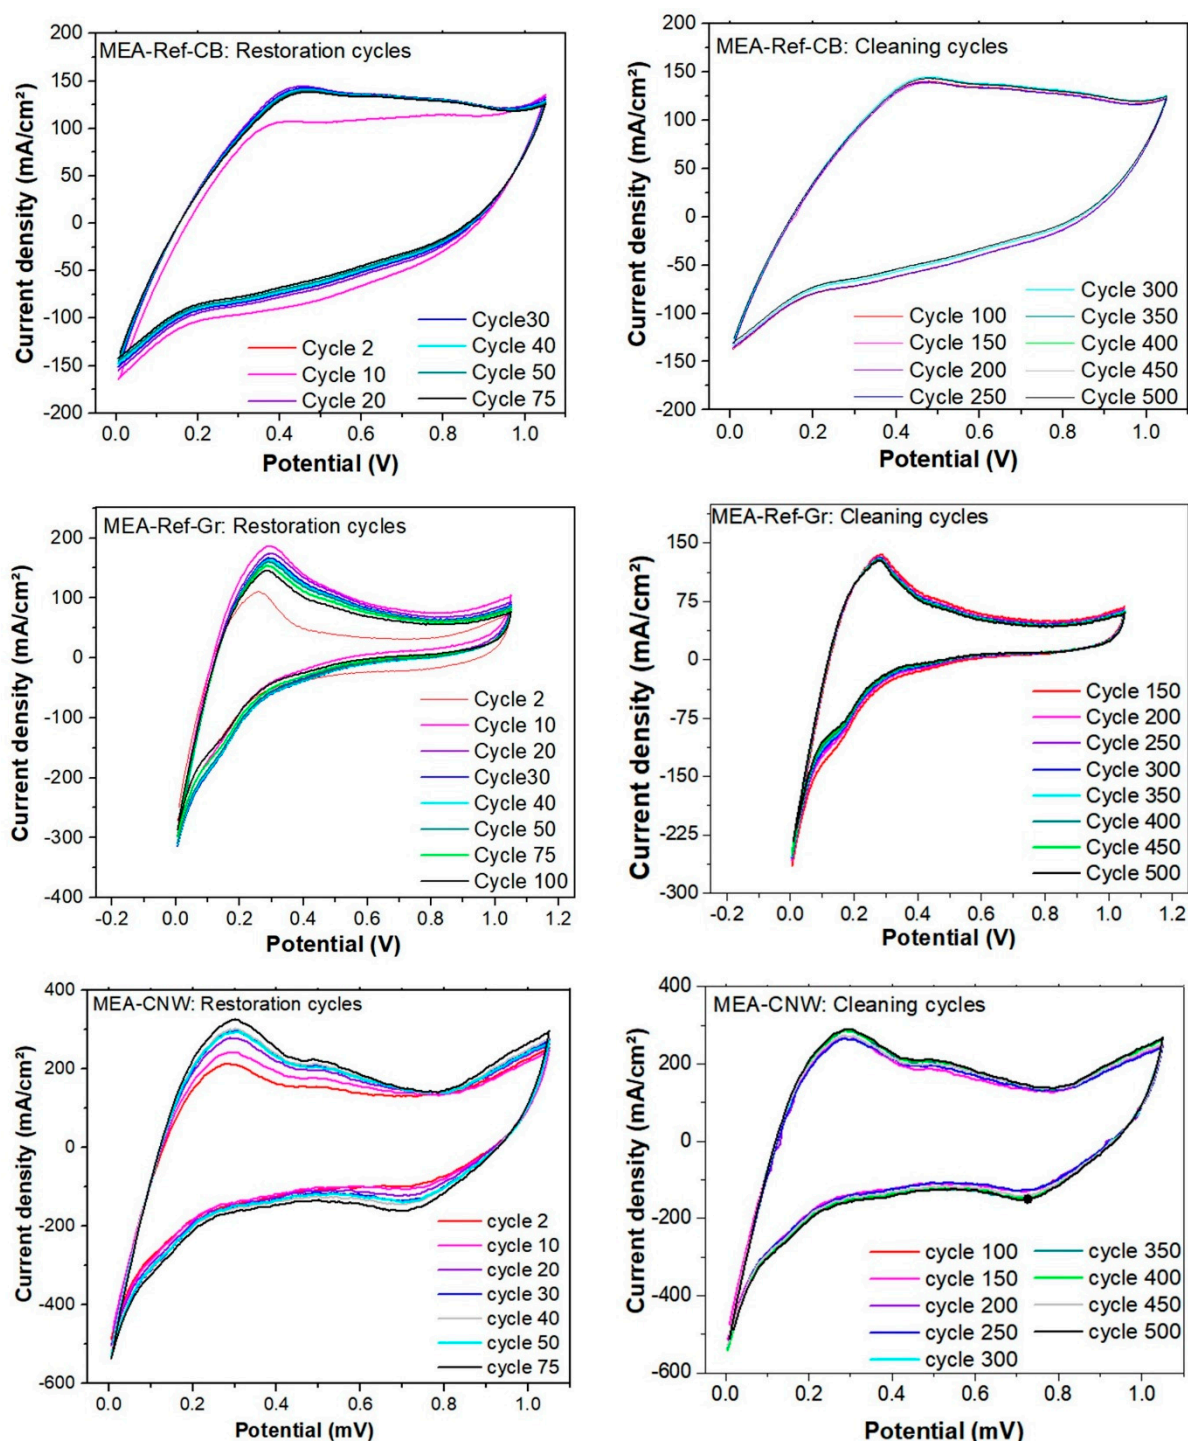 MEA-Ref-CB: Restoration cycles
Current density (mA/cm²)
200
150
100
50
0
-50
-100
-150
-200
Cycle 2
Cycle 10
Cycle 20
Cycle30
Cycle 40
Cycle 50
Cycle 75
0.0 0.2 0.4 0.6 0.8 1.0
Potential (V)
MEA-Ref-CB: Cleaning cycles
Current density (mA/cm²)
200
150
100
50
0
-50
-100
-150
-200
Cycle 100
Cycle 150
Cycle 200
Cycle 250
Cycle 300
Cycle 350
Cycle 400
Cycle 450
Cycle 500
0.0 0.2 0.4 0.6 0.8 1.0
Potential (V)
MEA-Ref-Gr: Restoration cycles
Current density (mA/cm²)
200
100
0
-100
-200
-300
-400
Cycle 2
Cycle 10
Cycle 20
Cycle30
Cycle 40
Cycle 50
Cycle 75
Cycle 100
-0.2 0.0 0.2 0.4 0.6 0.8 1.0 1.2
Potential (V)
MEA-Ref-Gr: Cleaning cycles
Current density (mA/cm²)
150
75
0
-75
-150
-225
-300
Cycle 150
Cycle 200
Cycle 250
Cycle 300
Cycle 350
Cycle 400
Cycle 450
Cycle 500
-0.2 0.0 0.2 0.4 0.6 0.8 1.0 1.2
Potential (V)
MEA-CNW: Restoration cycles
Current density (mA/cm²)
400
200
0
-200
-400
-600
cycle 2
cycle 10
cycle 20
cycle 30
cycle 40
cycle 50
cycle 75
0.0 0.2 0.4 0.6 0.8 1.0
Potential (mV)
MEA-CNW: Cleaning cycles
Current density (mA/cm²)
400
200
0
-200
-400
-600
cycle 100
cycle 150
cycle 200
cycle 250
cycle 300
cycle 350
cycle 400
cycle 450
cycle 500
0.0 0.2 0.4 0.6 0.8 1.0
Potential (mV)